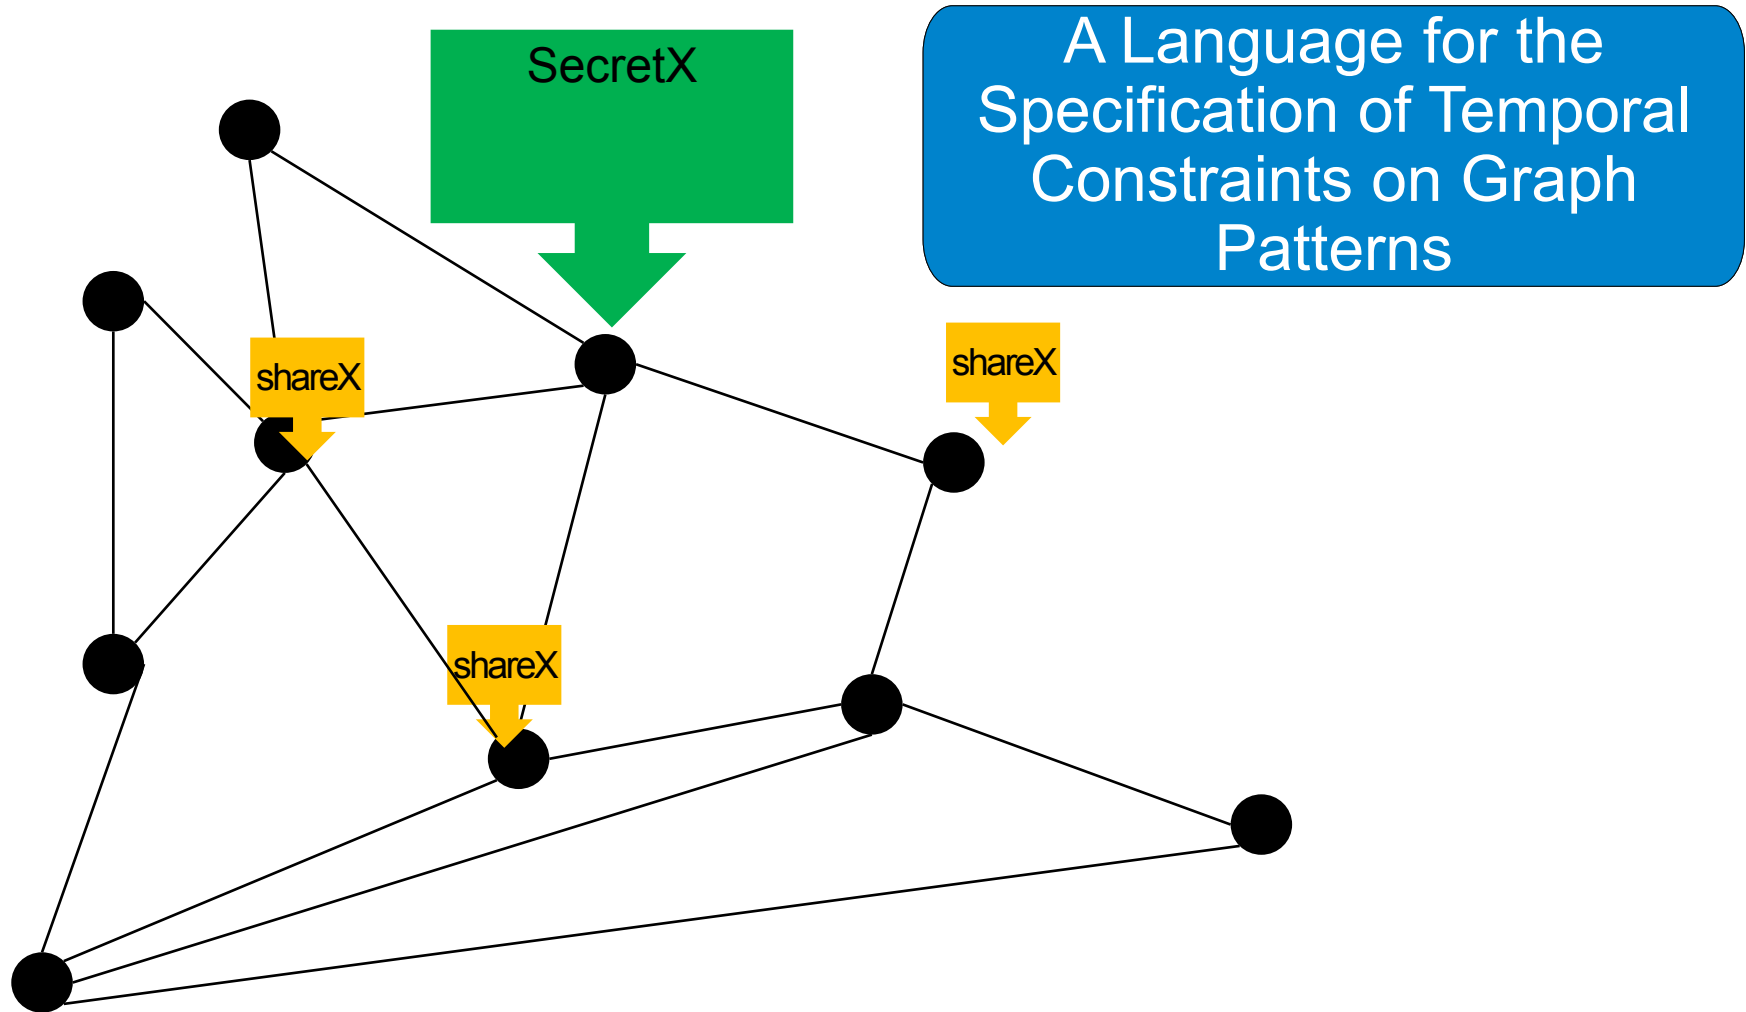 SecretX
A Language for the
Specification of Temporal
Constraints on Graph
Patterns
shareX
shareX
shareX